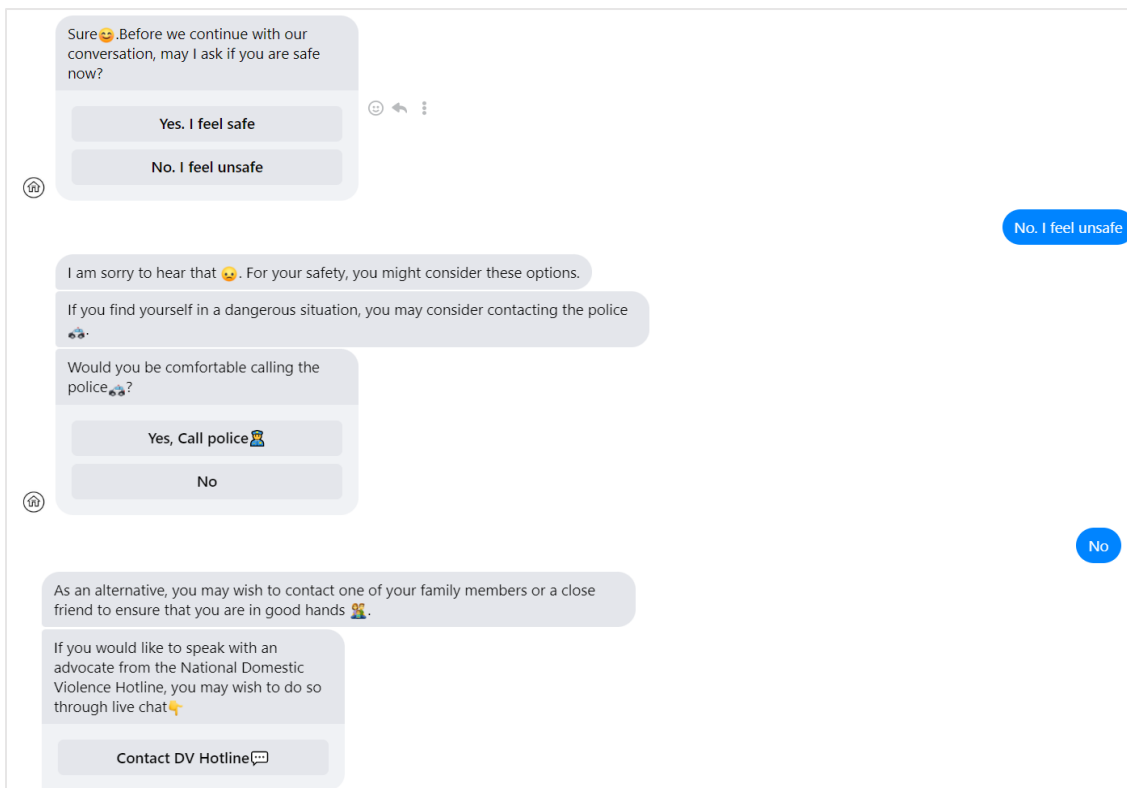 Sure😊.Before we continue with our
conversation, may I ask if you are safe
now?
Yes. I feel safe
No. I feel unsafe
No. I feel unsafe
I am sorry to hear that 😞. For your safety, you might consider these options.
If you find yourself in a dangerous situation, you may consider contacting the police
🚓.
Would you be comfortable calling the
police🚓?
Yes, Call police👮
No
No
As an alternative, you may wish to contact one of your family members or a close
friend to ensure that you are in good hands 👫.
If you would like to speak with an
advocate from the National Domestic
Violence Hotline, you may wish to do so
through live chat👇
Contact DV Hotline💬